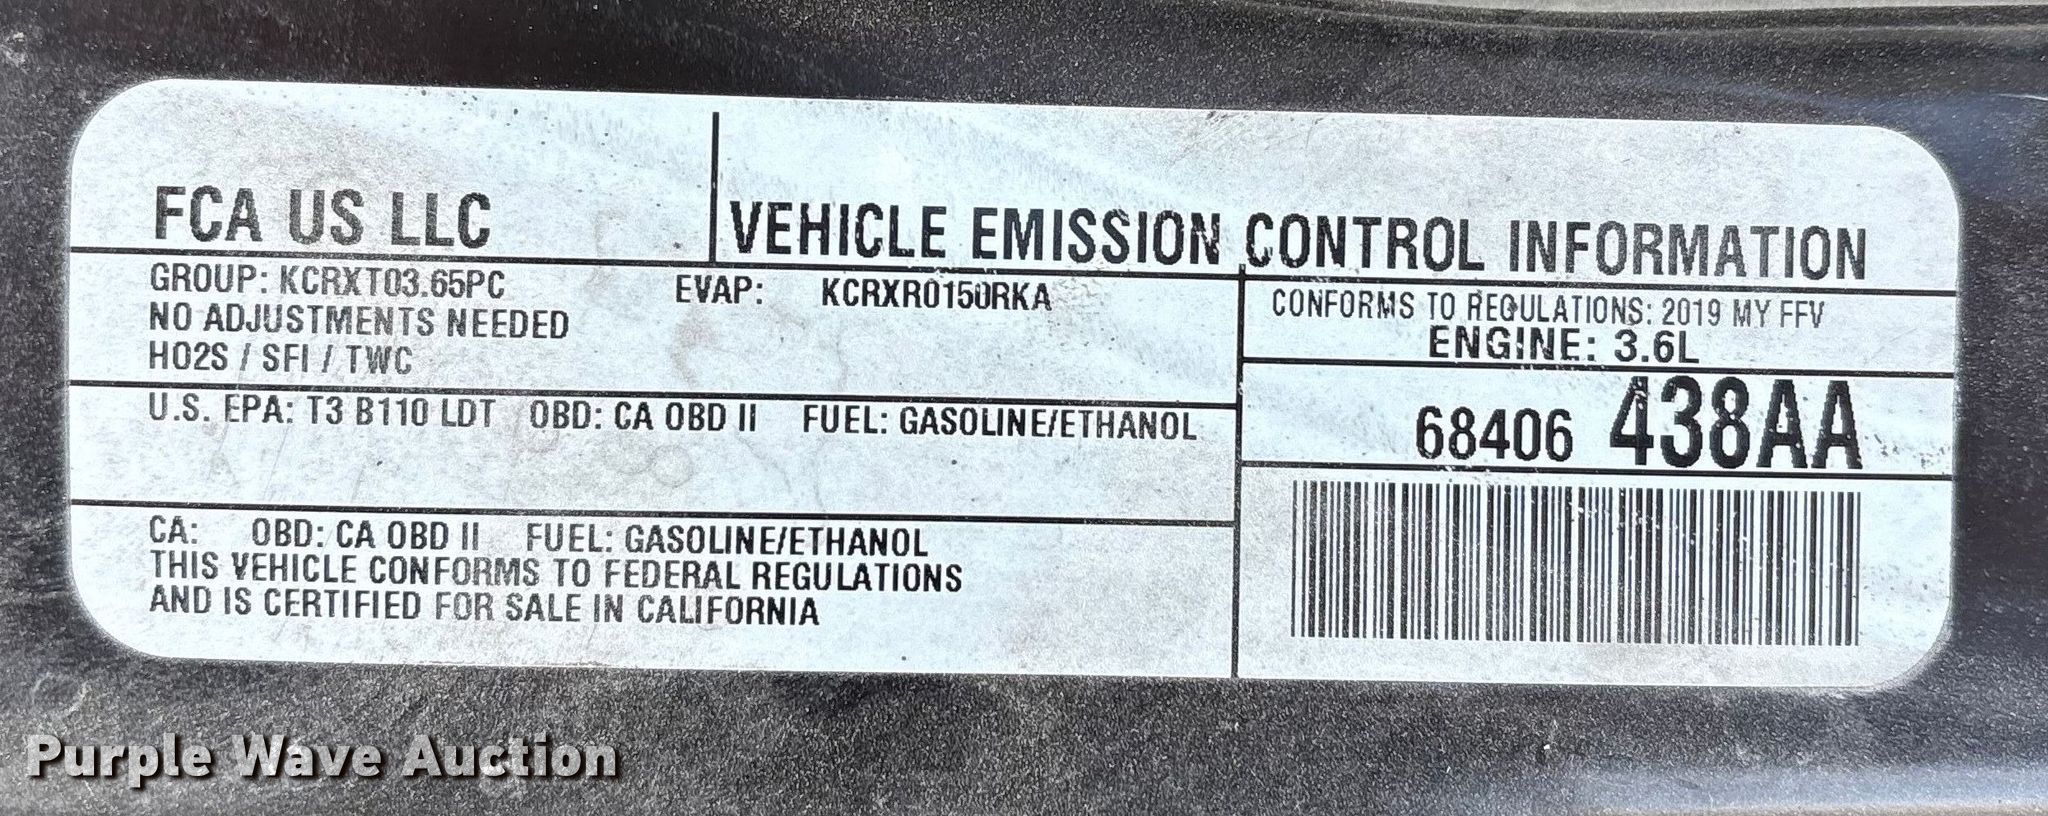 FCA US LLC
VEHICLE EMISSION CONTROL INFORMATION
GROUP: KCRXT03.65PC EVAP: KCRXR0150RKA
NO ADJUSTMENTS NEEDED
HO2S / SFI / TWC
CONFORMS TO REGULATIONS: 2019 MY FFV
ENGINE: 3.6L
U.S. EPA: T3 B110 LDT OBD: CA OBD II FUEL: GASOLINE/ETHANOL
68406 438AA
CA: OBD: CA OBD II FUEL: GASOLINE/ETHANOL
THIS VEHICLE CONFORMS TO FEDERAL REGULATIONS
AND IS CERTIFIED FOR SALE IN CALIFORNIA
Purple Wave Auction